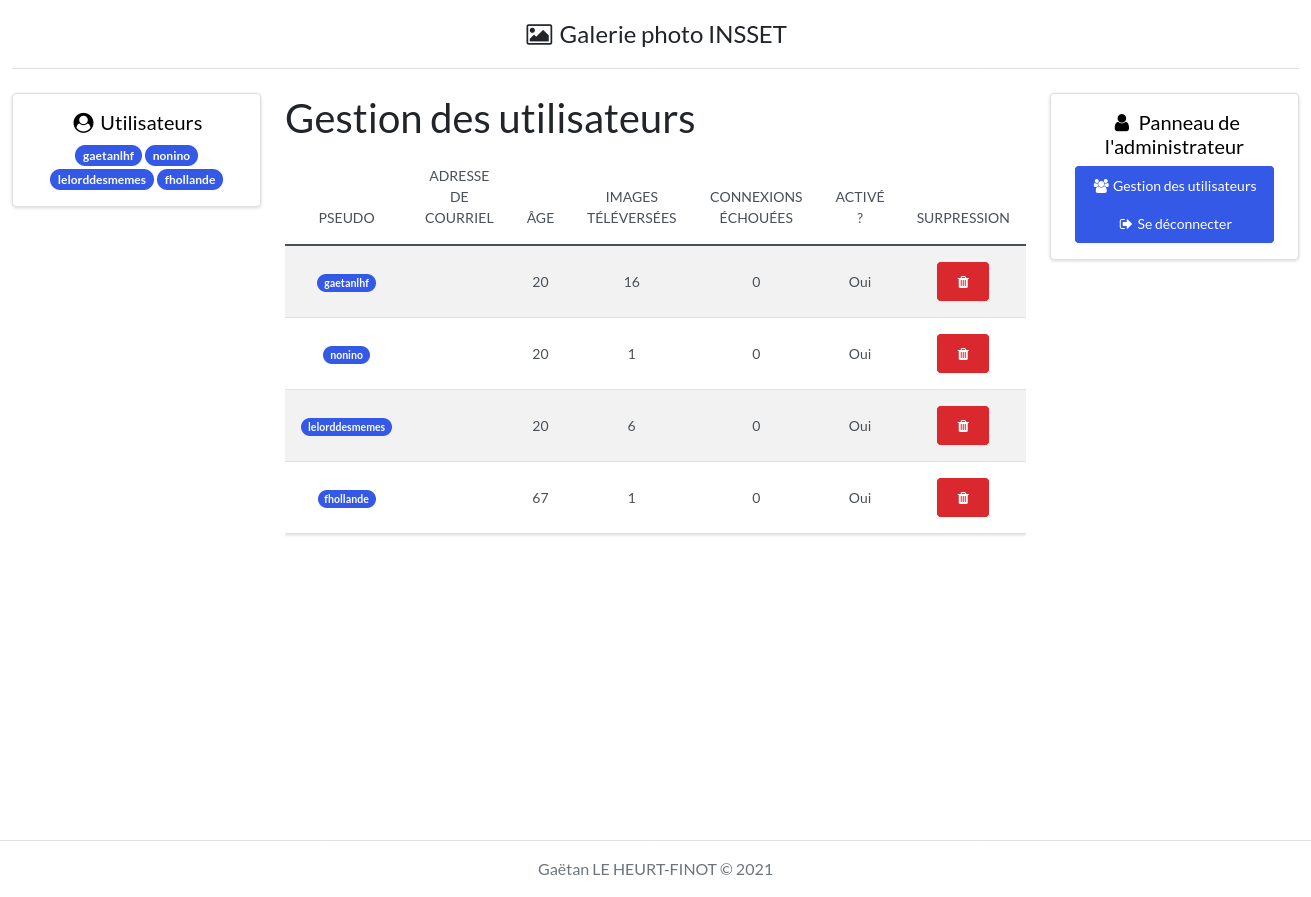 Galerie photo INSSET
Utilisateurs
gaetanlhf nonino
lelorddesmemes fhollande
Gestion des utilisateurs
PSEUDO ADRESSE DE COURRIEL ÂGE IMAGES TÉLÉVERSÉES CONNEXIONS ÉCHOUÉES ACTIVÉ ? SURPRESSION
gaetanlhf 20 16 0 Oui
nonino 20 1 0 Oui
lelorddesmemes 20 6 0 Oui
fhollande 67 1 0 Oui
Panneau de
l'administrateur
Gestion des utilisateurs
Se déconnecter
Gaëtan LE HEURT-FINOT © 2021